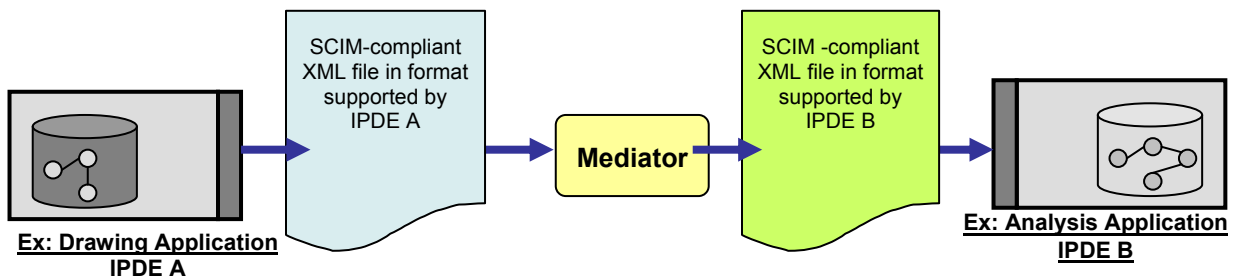 SCIM-compliant
XML file in format
supported by
IPDE A
SCIM -compliant
XML file in format
supported by
IPDE B
Mediator
Ex: Drawing Application
IPDE A
Ex: Analysis Application
IPDE B